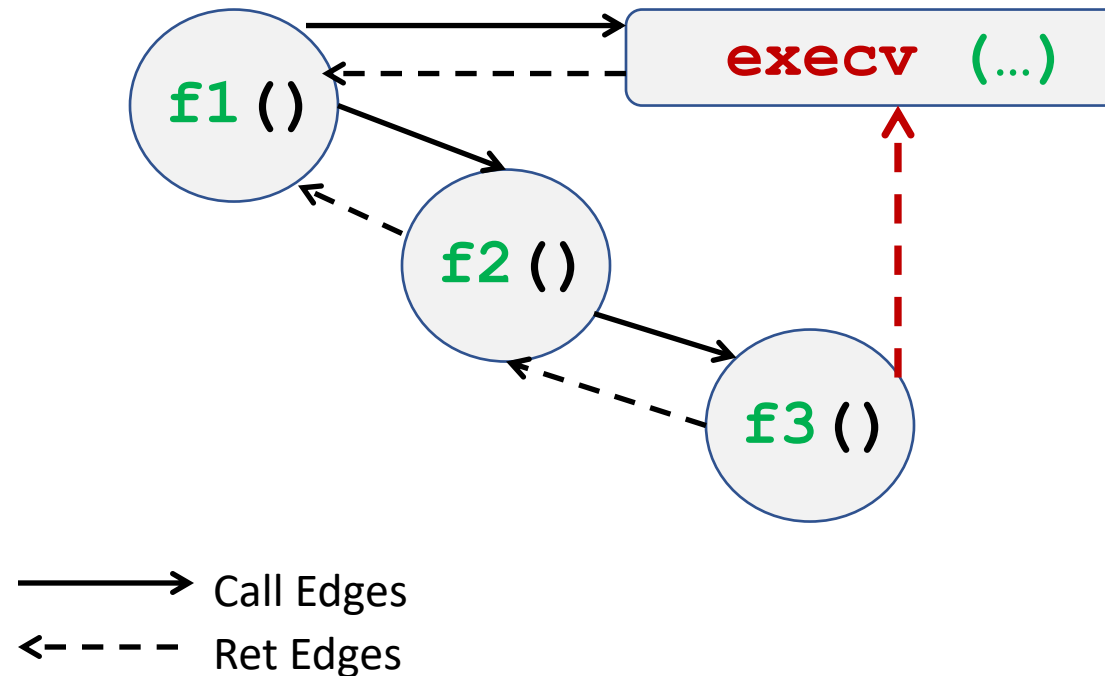 execv (...)
f1()
f2()
f3()
Call Edges
Ret Edges